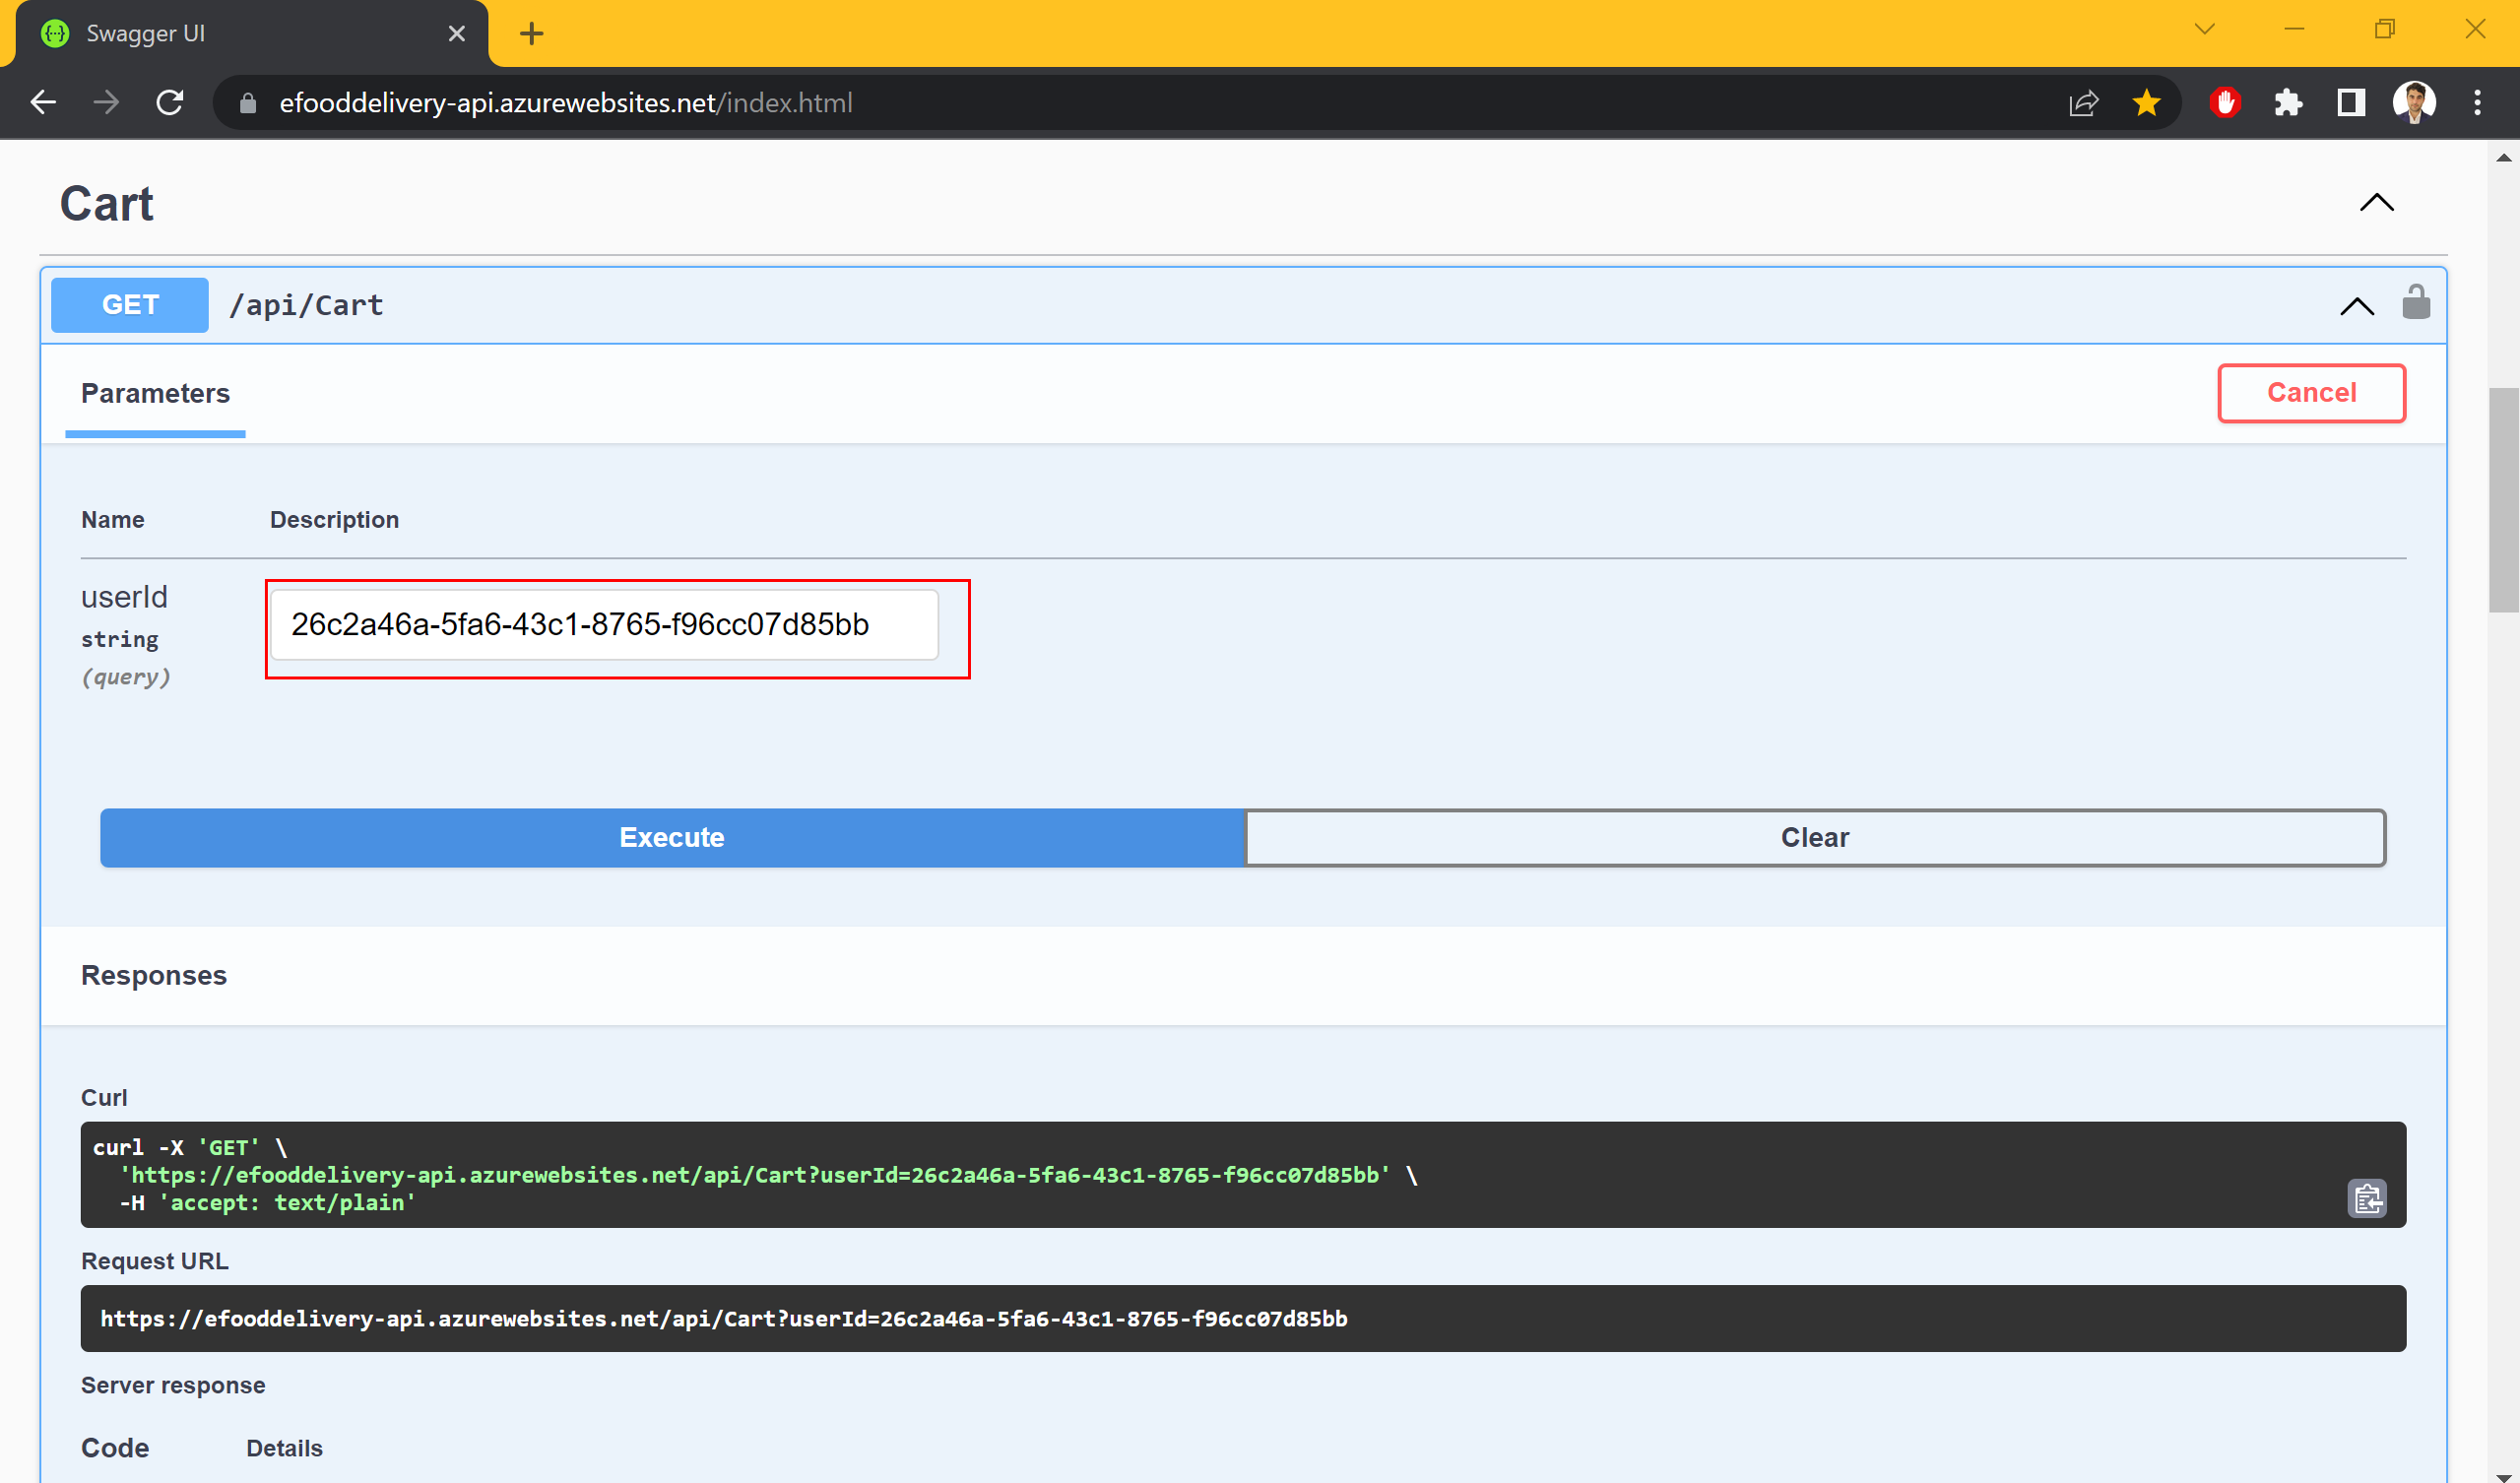 Swagger UI
efooddelivery-api.azurewebsites.net/index.html
Cart
GET /api/Cart
Parameters
Cancel
Name Description
userId
26c2a46a-5fa6-43c1-8765-f96cc07d85bb
string
(query)
Execute Clear
Responses
Curl
curl -X 'GET' \
'https://efooddelivery-api.azurewebsites.net/api/Cart?userId=26c2a46a-5fa6-43c1-8765-f96cc07d85bb' \
-H 'accept: text/plain'
Request URL
https://efooddelivery-api.azurewebsites.net/api/Cart?userId=26c2a46a-5fa6-43c1-8765-f96cc07d85bb
Server response
Code Details